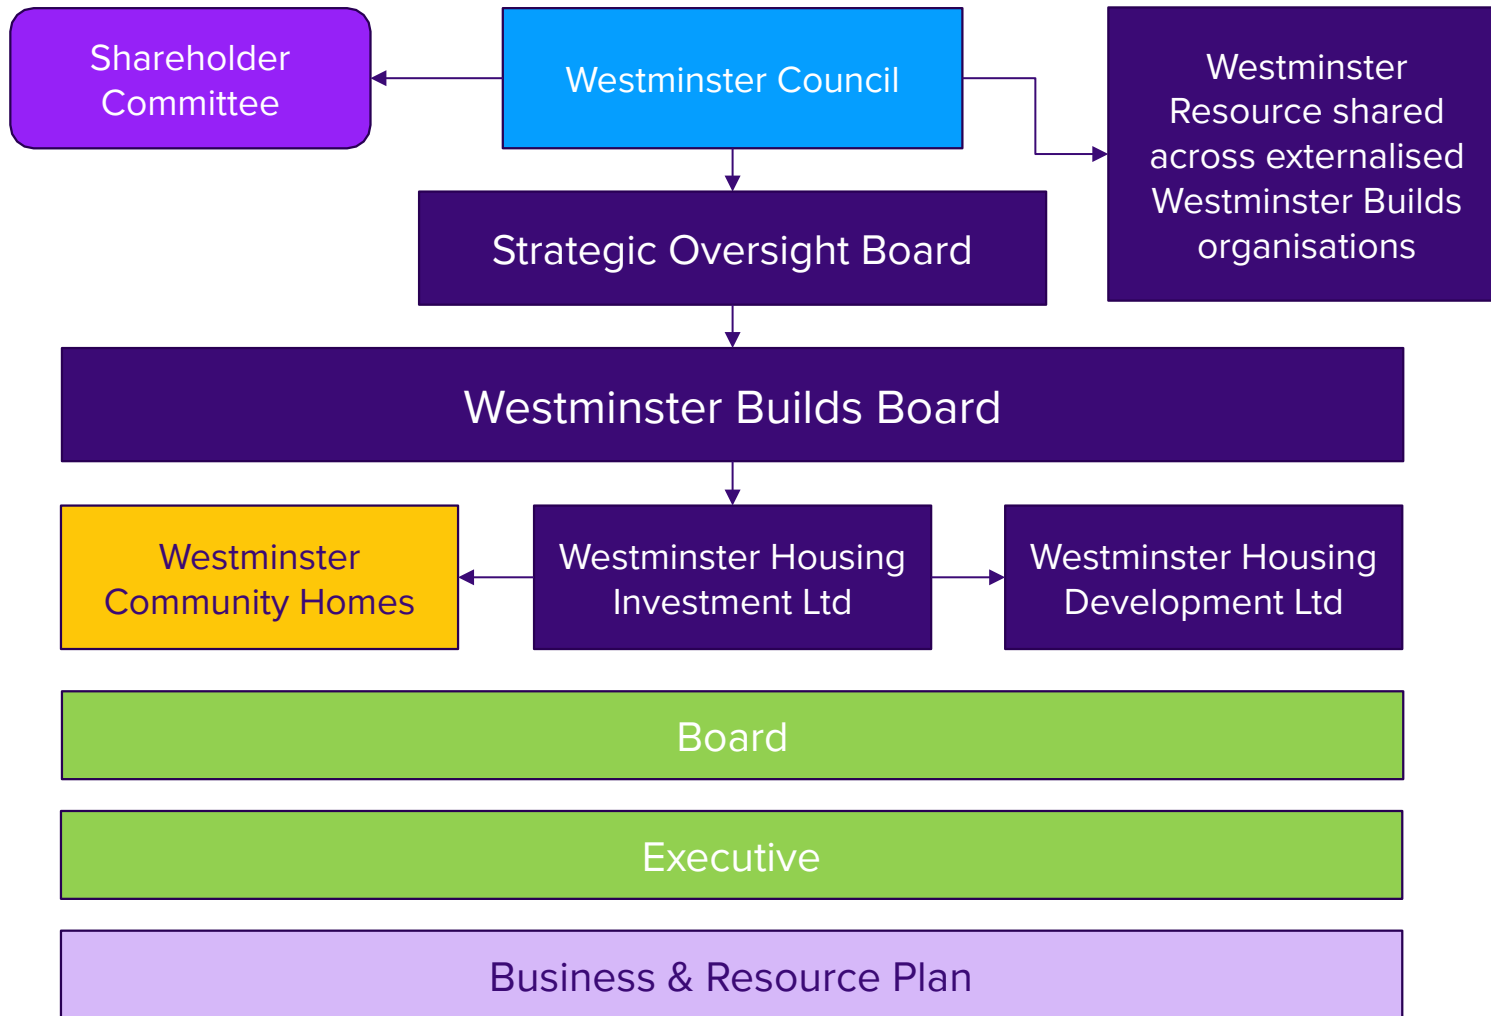 Shareholder
Committee
Westminster Council
Westminster
Resource shared
across externalised
Westminster Builds
organisations
Strategic Oversight Board
Westminster Builds Board
Westminster
Community Homes
Westminster Housing
Investment Ltd
Westminster Housing
Development Ltd
Board
Executive
Business & Resource Plan